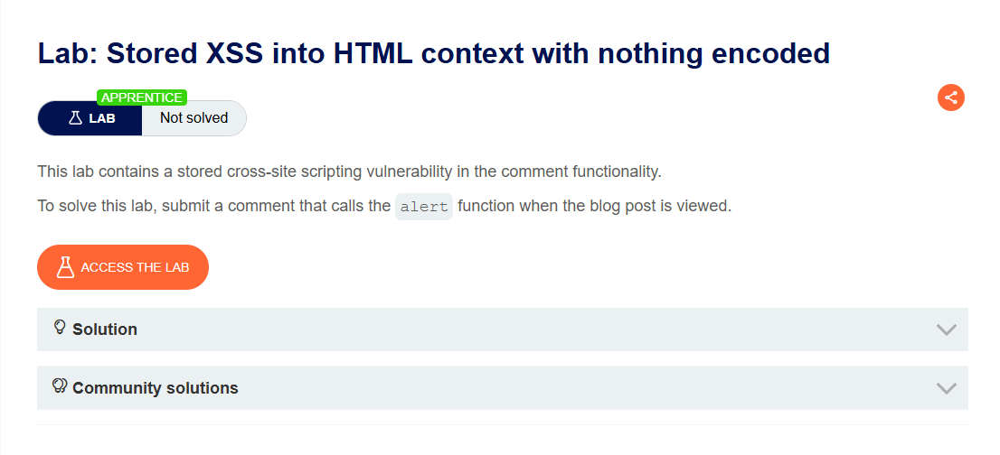 Lab: Stored XSS into HTML context with nothing encoded
APPRENTICE
LAB Not solved
This lab contains a stored cross-site scripting vulnerability in the comment functionality.
To solve this lab, submit a comment that calls the alert function when the blog post is viewed.
ACCESS THE LAB
Solution
Community solutions